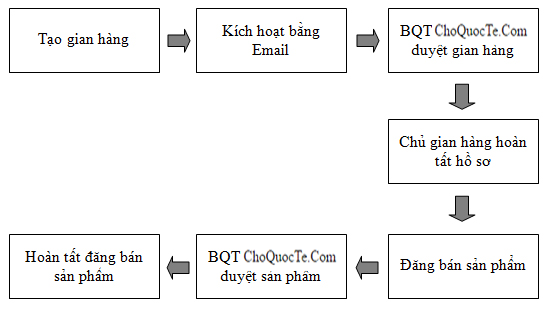 Tạo gian hàng
Kích hoạt bằng
Email
BQT ChoQuocTe.Com
duyệt gian hàng
Chủ gian hàng hoàn
tất hồ sơ
Đăng bán sản phẩm
BQT ChoQuocTe.Com
duyệt sản phẩm
Hoàn tất đăng bán
sản phẩm